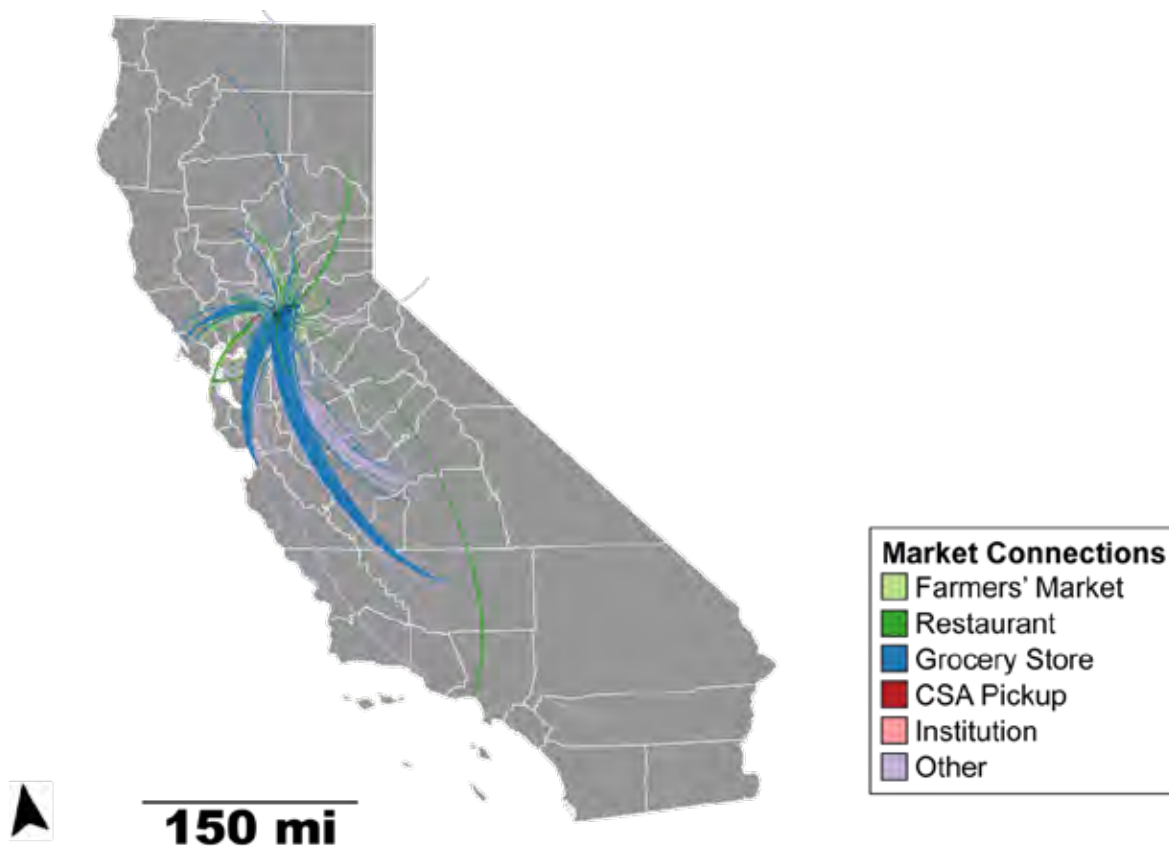 Market Connections
Farmers' Market
Restaurant
Grocery Store
CSA Pickup
Institution
Other
150 mi